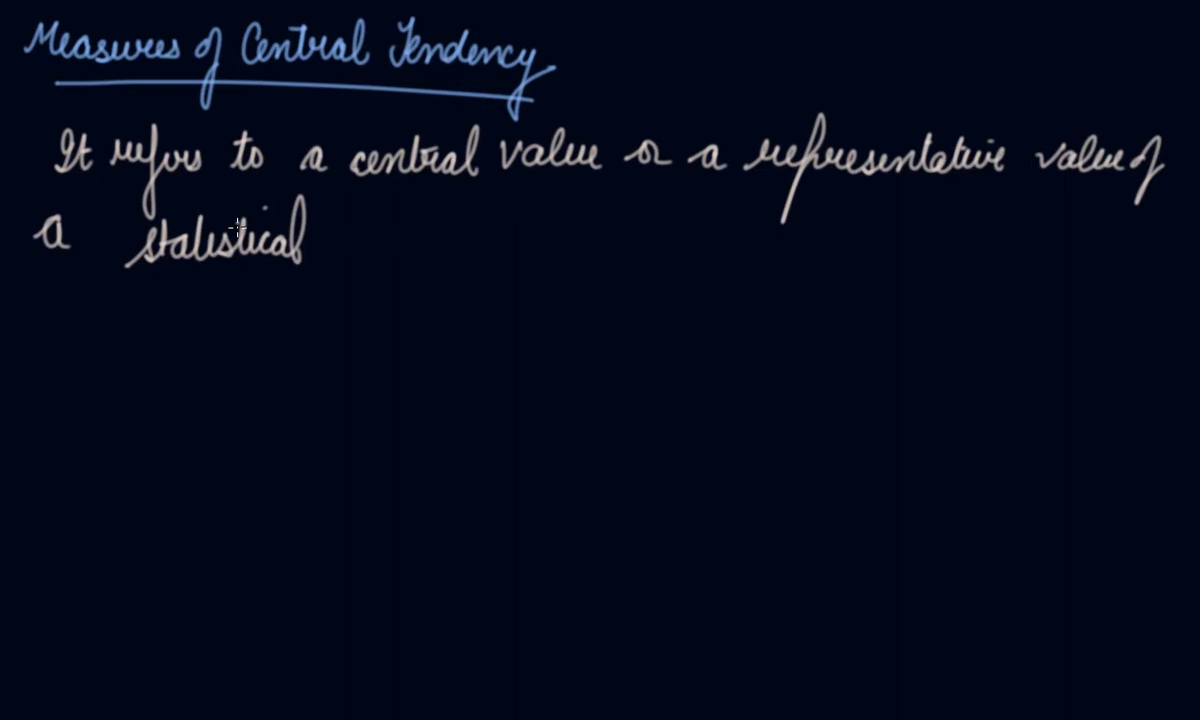 Measures of Central Tendency
It refers to a central value or a representative value of
a statistical